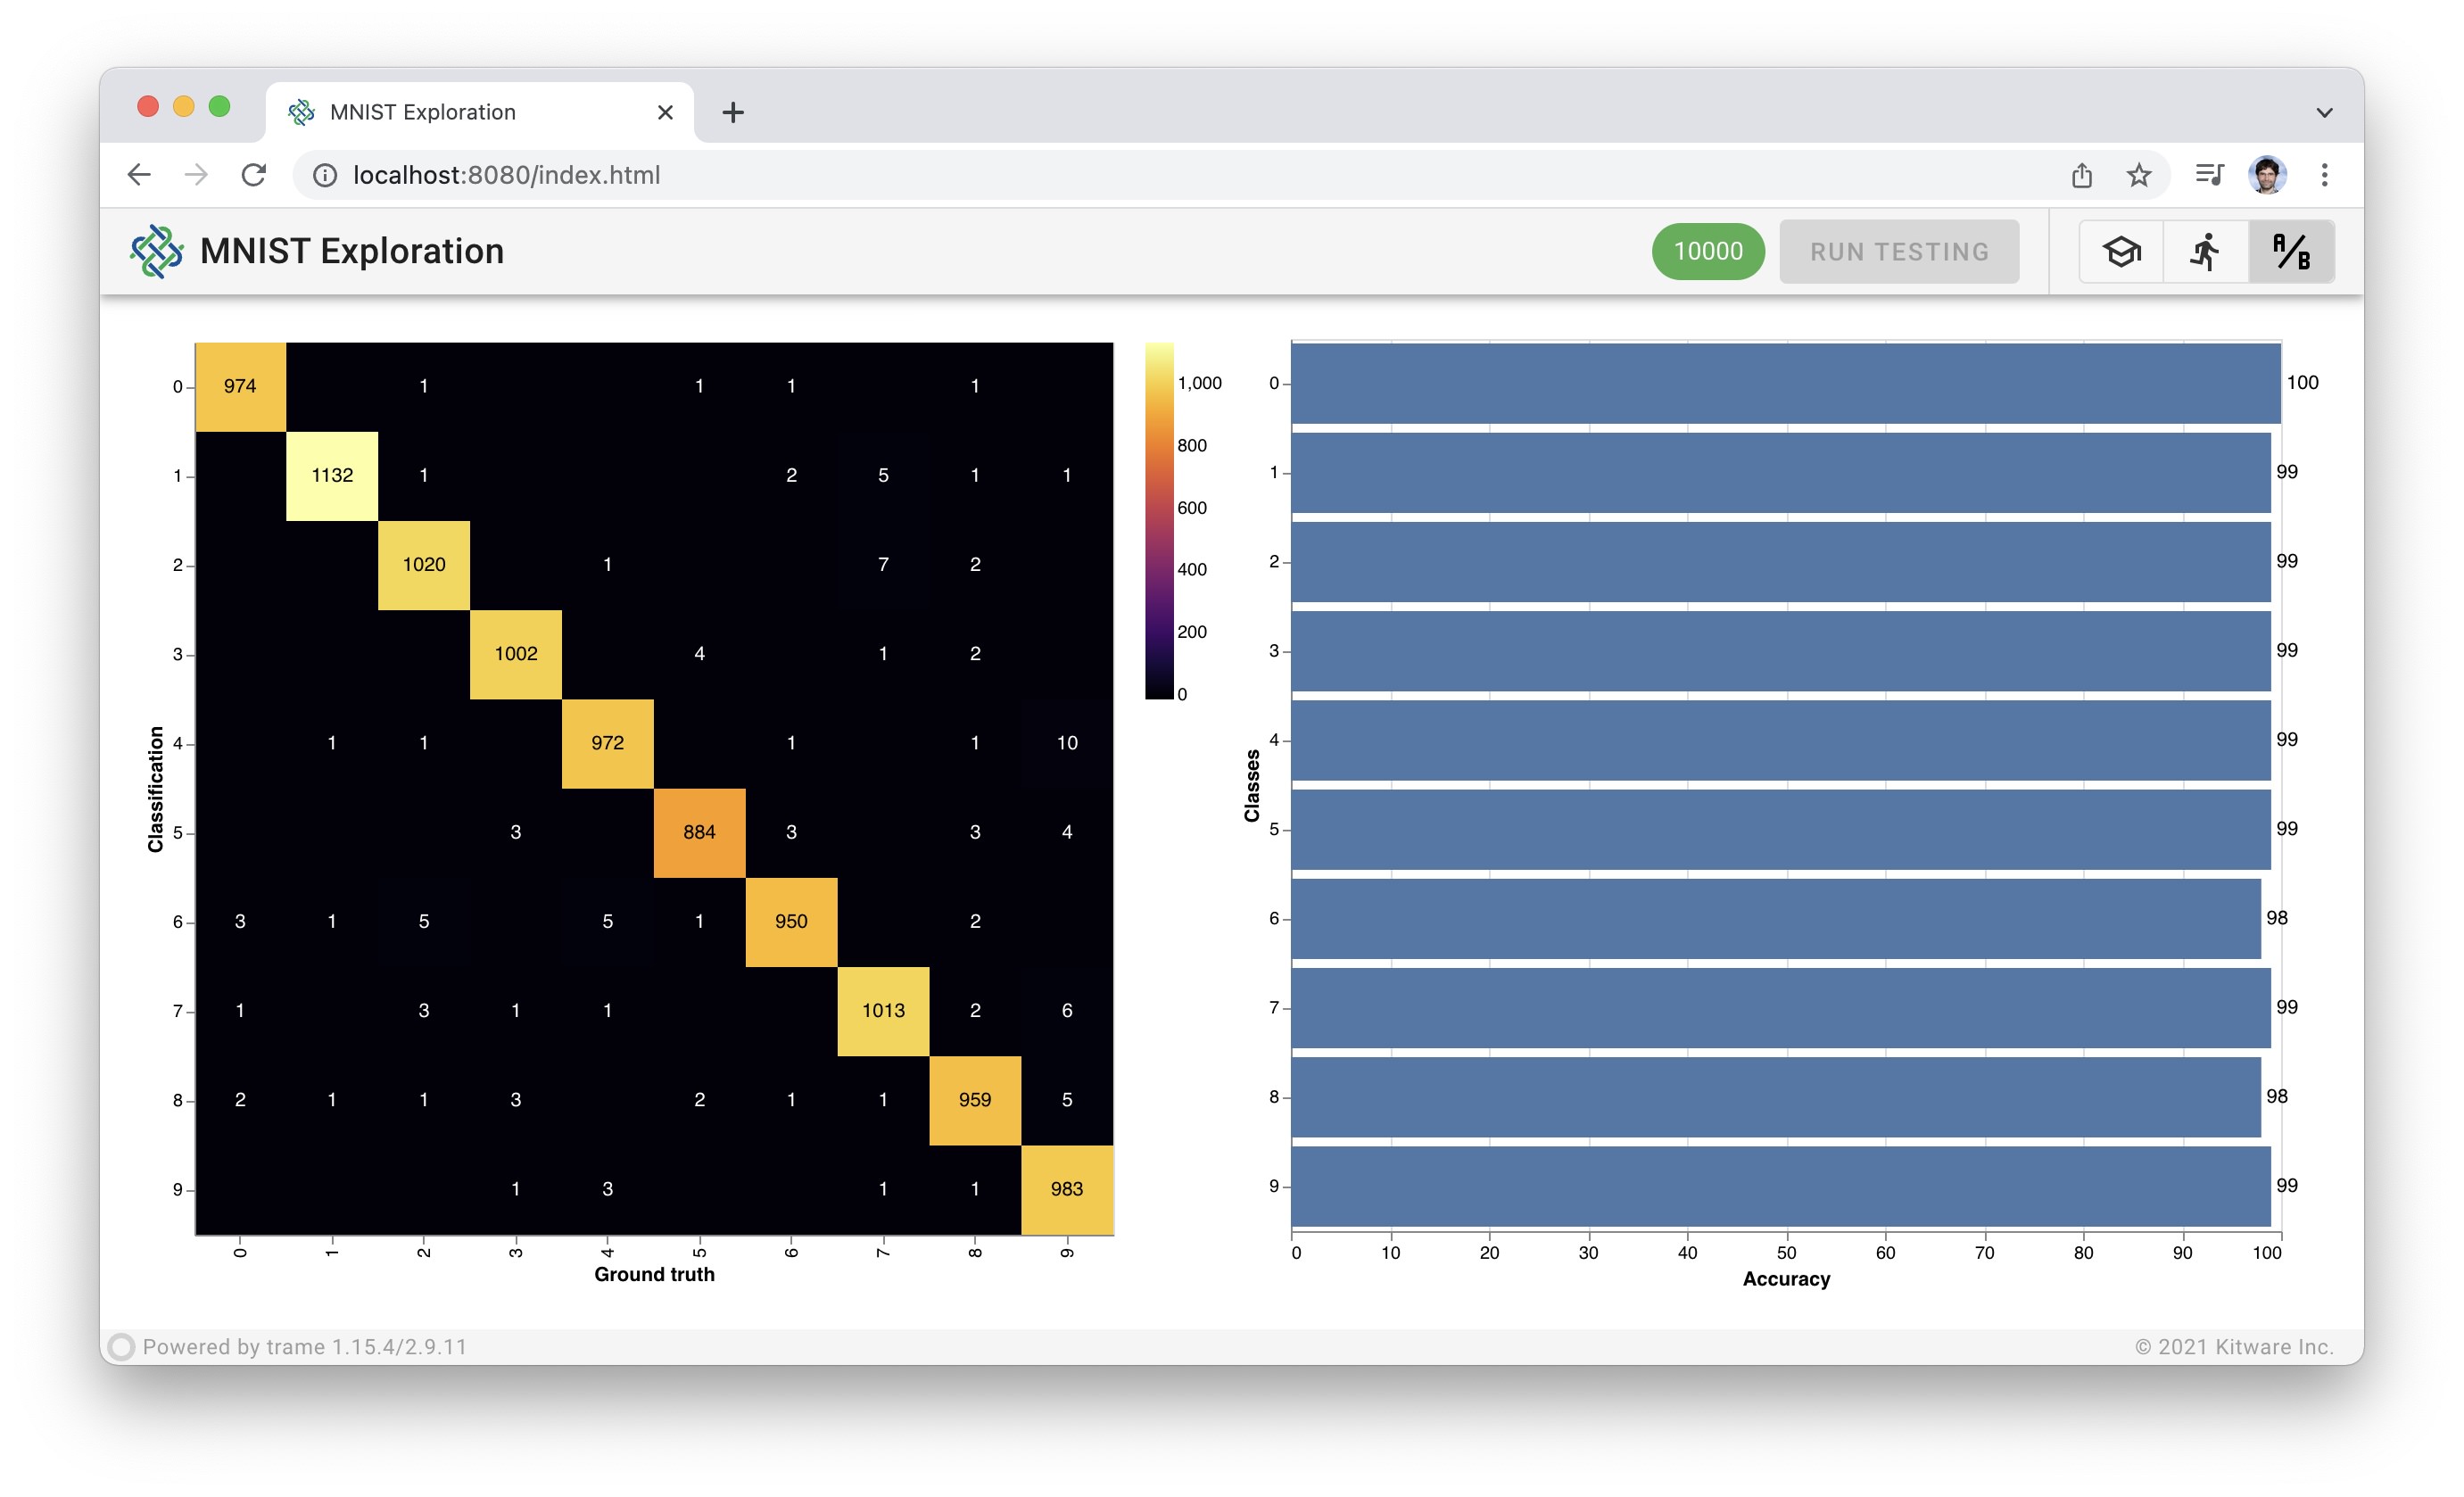 MNIST Exploration
localhost:8080/index.html
MNIST Exploration
10000
RUN TESTING
A/B
0 974 1 1 1 1
1 1132 1 2 5 1 1
2 1020 1 7 2
3 1002 4 1 2
4 1 1 972 1 1 10
5 3 884 3 3 4
6 3 1 5 5 1 950 2
7 1 3 1 1 1013 2 6
8 2 1 1 3 2 1 1 959 5
9 1 3 1 1 983
0 1 2 3 4 5 6 7 8 9
Classification
Ground truth
1,000
800
600
400
200
0
0 100
1 99
2 99
3 99
4 99
5 99
6 98
7 99
8 98
9 99
0 10 20 30 40 50 60 70 80 90 100
Classes
Accuracy
Powered by trame 1.15.4/2.9.11
© 2021 Kitware Inc.